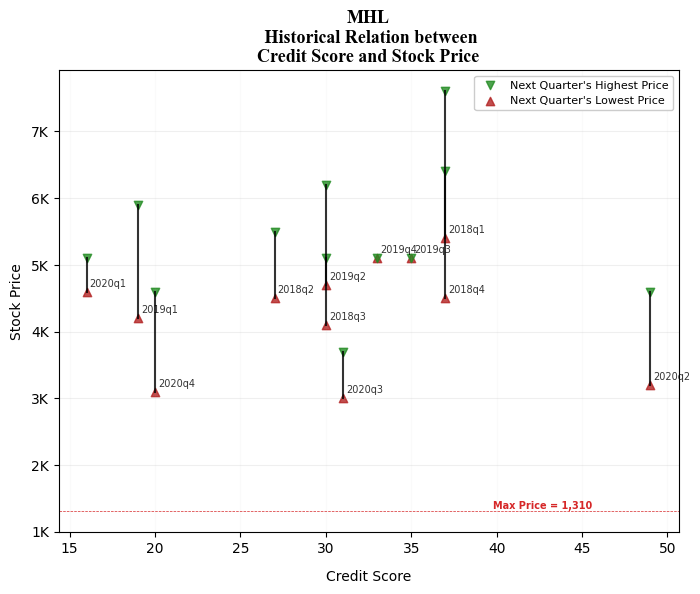 MHL
Historical Relation between
Credit Score and Stock Price
Next Quarter's Highest Price
Next Quarter's Lowest Price
7K
6K
5K
4K
3K
2K
1K
Stock Price
2018q1
2019q4
2019q3
2020q1
2019q2
2018q2
2018q4
2019q1
2018q3
2020q4
2020q3
2020q2
Max Price = 1,310
15 20 25 30 35 40 45 50
Credit Score